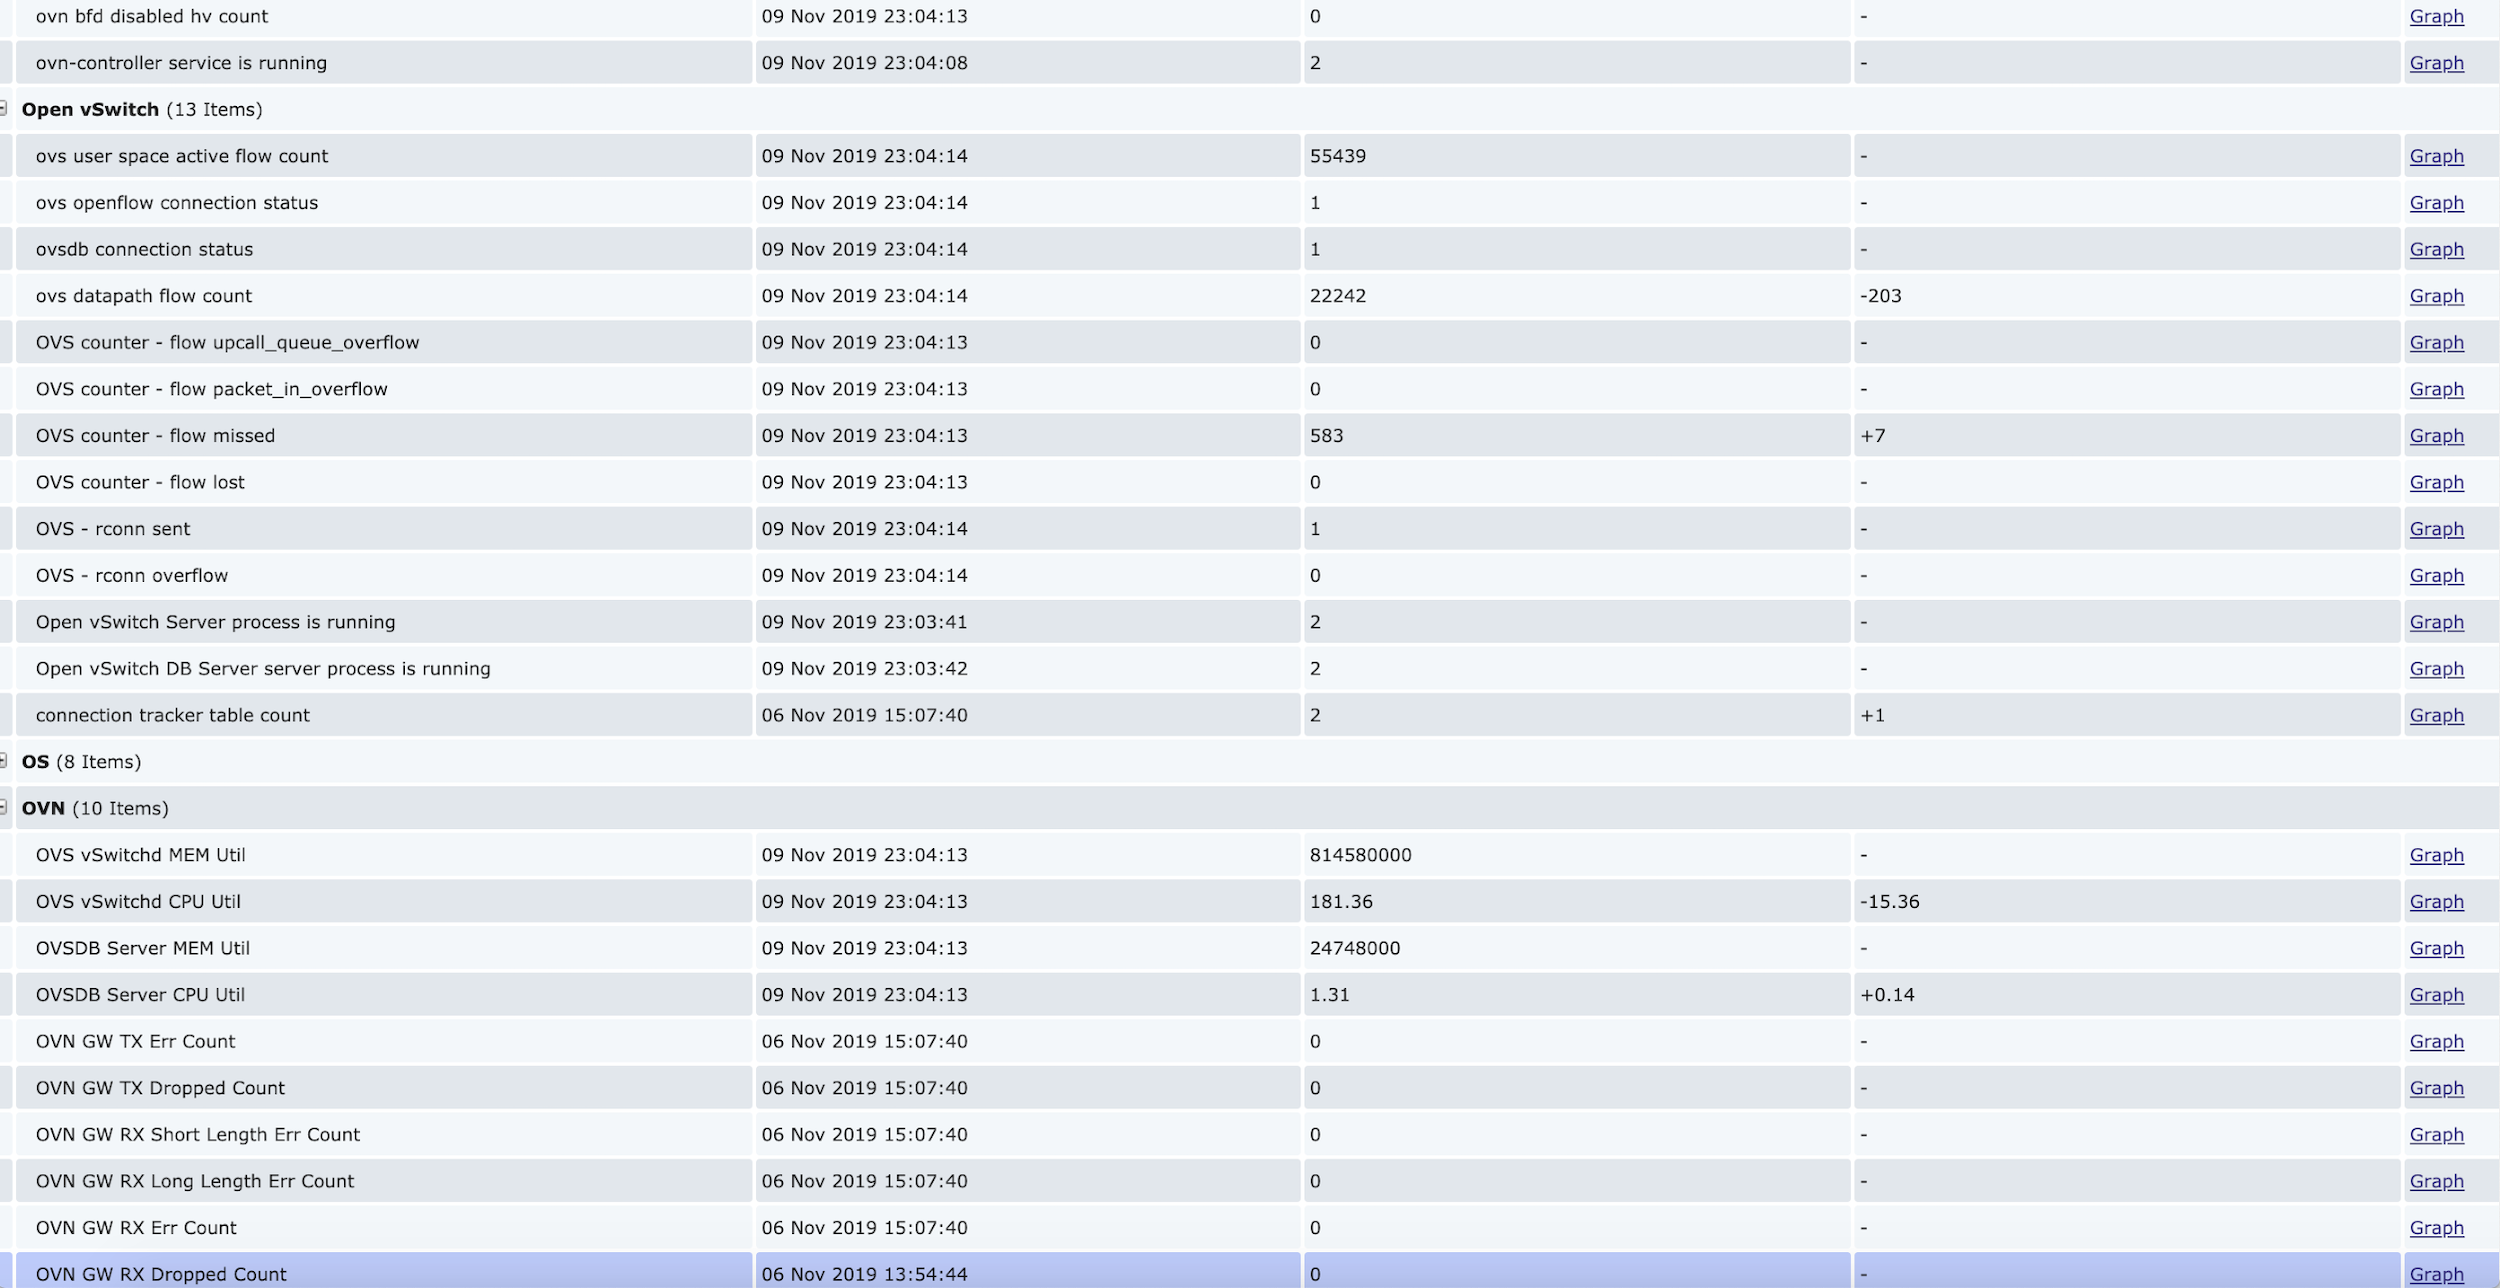 ovn bfd disabled hv count 09 Nov 2019 23:04:13 0 - Graph
ovn-controller service is running 09 Nov 2019 23:04:08 2 - Graph
Open vSwitch (13 Items)
ovs user space active flow count 09 Nov 2019 23:04:14 55439 - Graph
ovs openflow connection status 09 Nov 2019 23:04:14 1 - Graph
ovsdb connection status 09 Nov 2019 23:04:14 1 - Graph
ovs datapath flow count 09 Nov 2019 23:04:14 22242 -203 Graph
OVS counter - flow upcall_queue_overflow 09 Nov 2019 23:04:13 0 - Graph
OVS counter - flow packet_in_overflow 09 Nov 2019 23:04:13 0 - Graph
OVS counter - flow missed 09 Nov 2019 23:04:13 583 +7 Graph
OVS counter - flow lost 09 Nov 2019 23:04:13 0 - Graph
OVS - rconn sent 09 Nov 2019 23:04:14 1 - Graph
OVS - rconn overflow 09 Nov 2019 23:04:14 0 - Graph
Open vSwitch Server process is running 09 Nov 2019 23:03:41 2 - Graph
Open vSwitch DB Server server process is running 09 Nov 2019 23:03:42 2 - Graph
connection tracker table count 06 Nov 2019 15:07:40 2 +1 Graph
OS (8 Items)
OVN (10 Items)
OVS vSwitchd MEM Util 09 Nov 2019 23:04:13 814580000 - Graph
OVS vSwitchd CPU Util 09 Nov 2019 23:04:13 181.36 -15.36 Graph
OVSDB Server MEM Util 09 Nov 2019 23:04:13 24748000 - Graph
OVSDB Server CPU Util 09 Nov 2019 23:04:13 1.31 +0.14 Graph
OVN GW TX Err Count 06 Nov 2019 15:07:40 0 - Graph
OVN GW TX Dropped Count 06 Nov 2019 15:07:40 0 - Graph
OVN GW RX Short Length Err Count 06 Nov 2019 15:07:40 0 - Graph
OVN GW RX Long Length Err Count 06 Nov 2019 15:07:40 0 - Graph
OVN GW RX Err Count 06 Nov 2019 15:07:40 0 - Graph
OVN GW RX Dropped Count 06 Nov 2019 13:54:44 0 - Graph